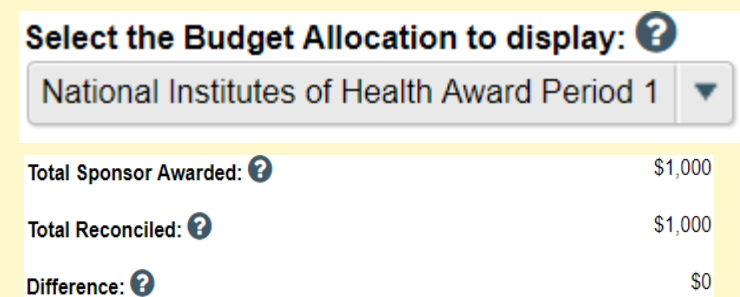 Select the Budget Allocation to display: ?
National Institutes of Health Award Period 1
Total Sponsor Awarded: ? $1,000
Total Reconciled: ? $1,000
Difference: ? $0